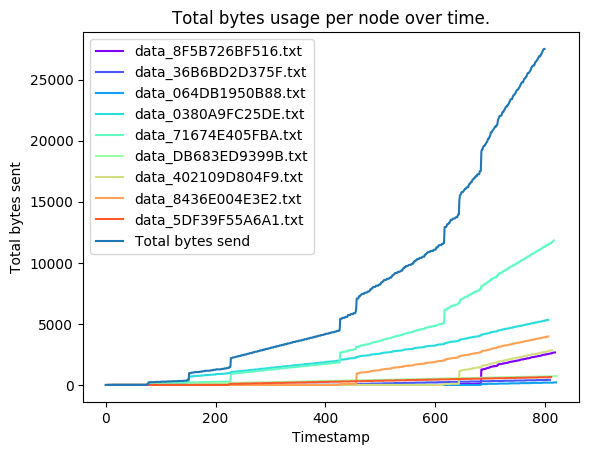 Total bytes usage per node over time.
data_8F5B726BF516.txt
data_36B6BD2D375F.txt
data_064DB1950B88.txt
data_0380A9FC25DE.txt
data_71674E405FBA.txt
data_DB683ED9399B.txt
data_402109D804F9.txt
data_8436E004E3E2.txt
data_5DF39F55A6A1.txt
Total bytes send
25000
20000
15000
10000
5000
0
Total bytes sent
0 200 400 600 800
Timestamp